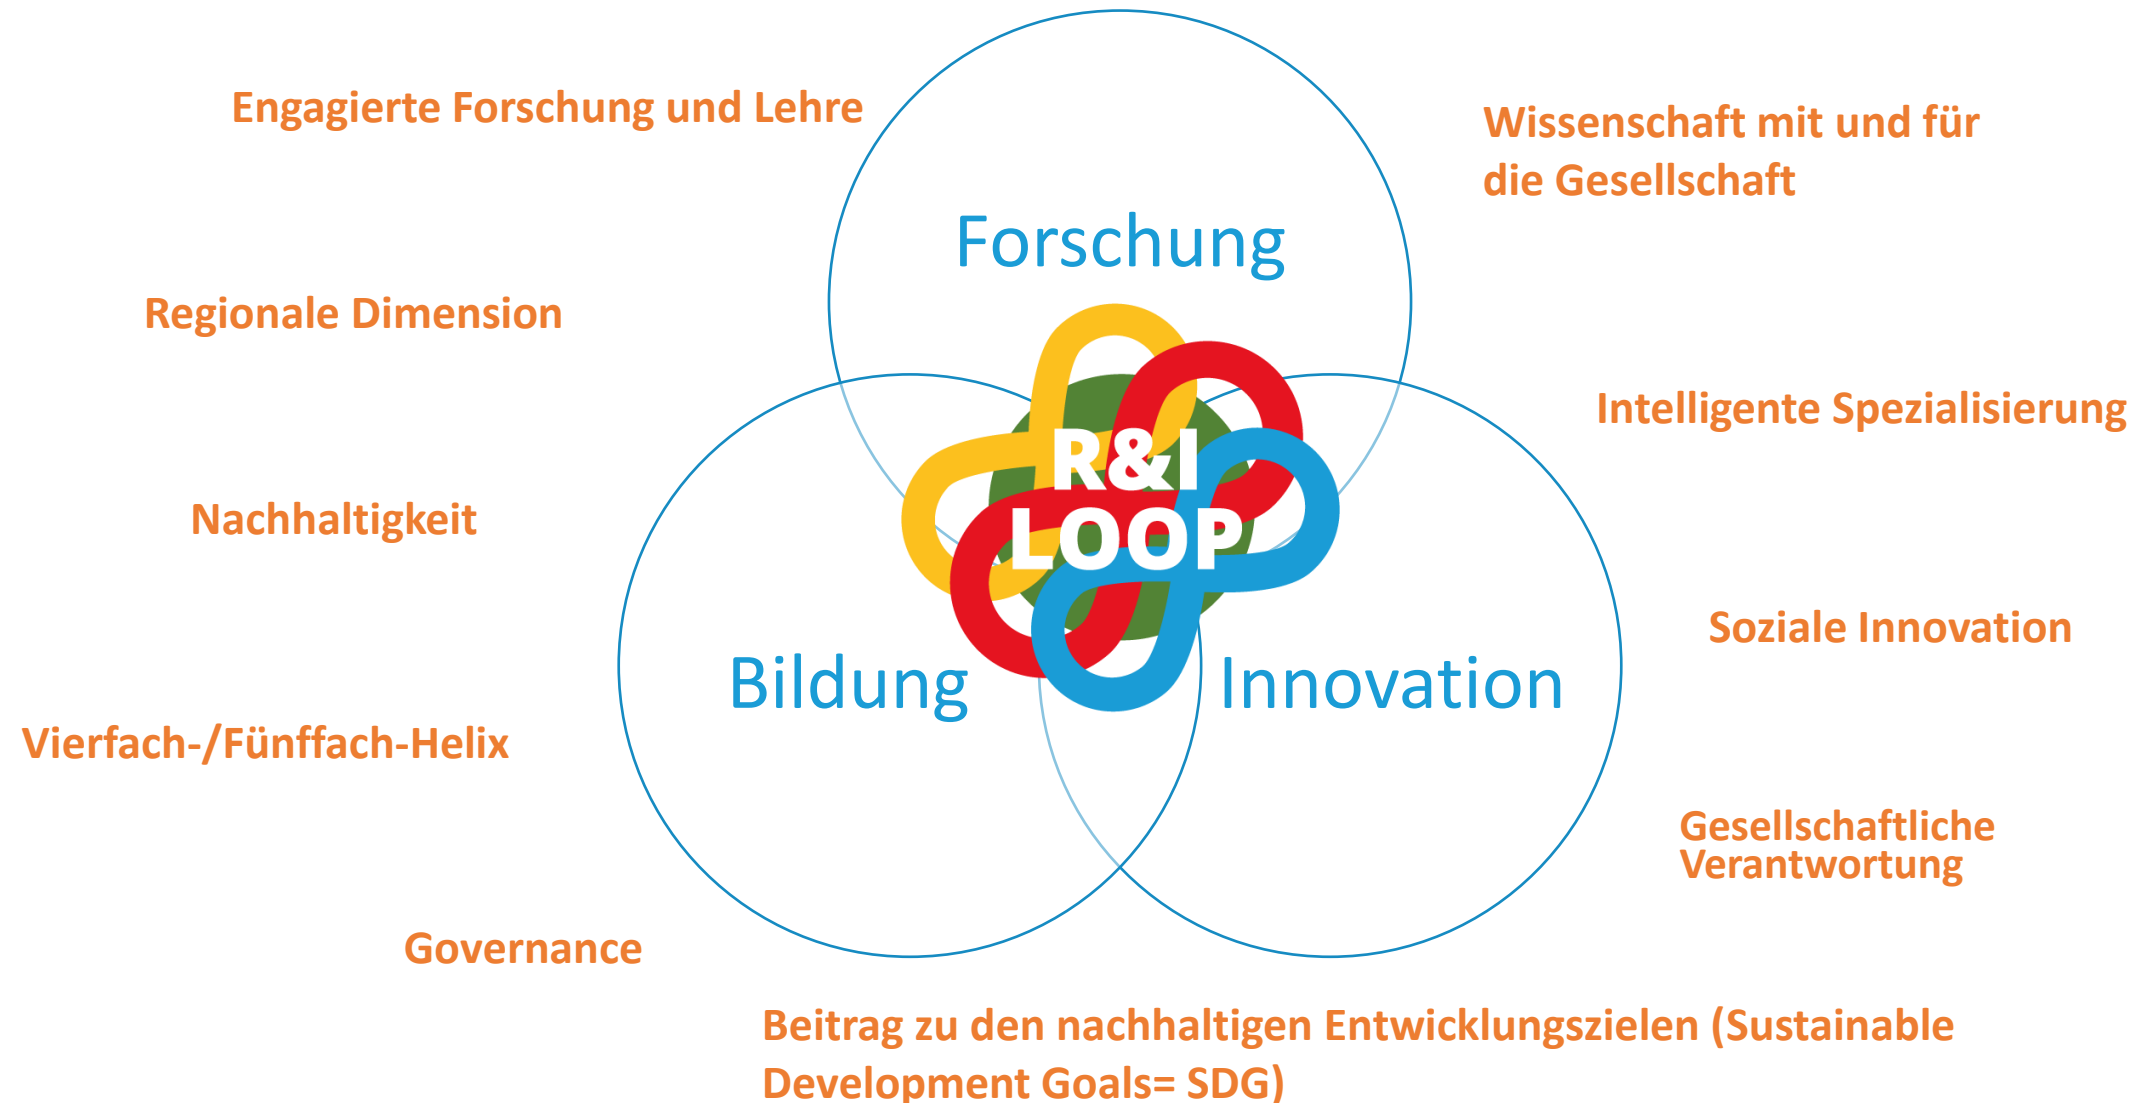 Engagierte Forschung und Lehre
Wissenschaft mit und für
die Gesellschaft
Forschung
Regionale Dimension
Intelligente Spezialisierung
R&I
LOOP
Nachhaltigkeit
Soziale Innovation
Bildung
Innovation
Vierfach-/Fünffach-Helix
Gesellschaftliche
Verantwortung
Governance
Beitrag zu den nachhaltigen Entwicklungszielen (Sustainable
Development Goals= SDG)